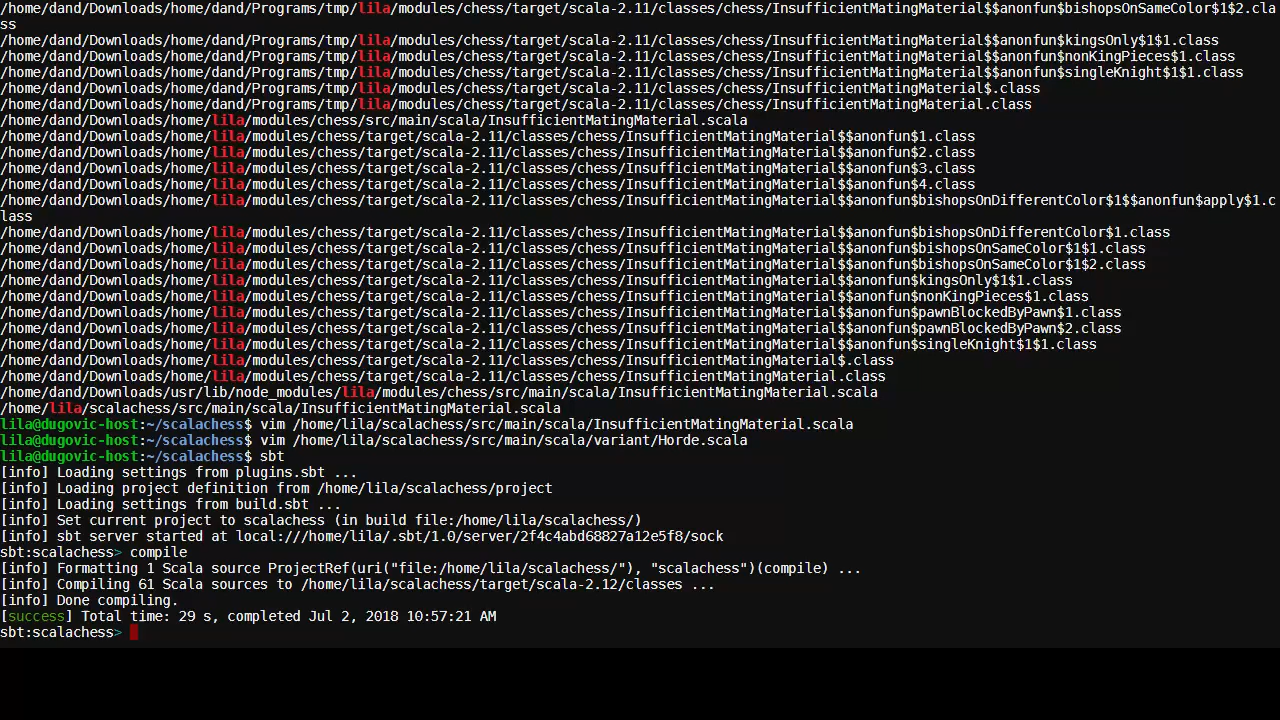 /home/dand/Downloads/home/dand/Programs/tmp/lila/modules/chess/target/scala-2.11/classes/chess/InsufficientMatingMaterial$$anonfun$bishopsOnSameColor$1$2.cla
ss
/home/dand/Downloads/home/dand/Programs/tmp/lila/modules/chess/target/scala-2.11/classes/chess/InsufficientMatingMaterial$$anonfun$kingsOnly$1$1.class
/home/dand/Downloads/home/dand/Programs/tmp/lila/modules/chess/target/scala-2.11/classes/chess/InsufficientMatingMaterial$$anonfun$nonKingPieces$1.class
/home/dand/Downloads/home/dand/Programs/tmp/lila/modules/chess/target/scala-2.11/classes/chess/InsufficientMatingMaterial$$anonfun$singleKnight$1$1.class
/home/dand/Downloads/home/dand/Programs/tmp/lila/modules/chess/target/scala-2.11/classes/chess/InsufficientMatingMaterial$.class
/home/dand/Downloads/home/dand/Programs/tmp/lila/modules/chess/target/scala-2.11/classes/chess/InsufficientMatingMaterial.class
/home/dand/Downloads/home/lila/modules/chess/src/main/scala/InsufficientMatingMaterial.scala
/home/dand/Downloads/home/lila/modules/chess/target/scala-2.11/classes/chess/InsufficientMatingMaterial$$anonfun$1.class
/home/dand/Downloads/home/lila/modules/chess/target/scala-2.11/classes/chess/InsufficientMatingMaterial$$anonfun$2.class
/home/dand/Downloads/home/lila/modules/chess/target/scala-2.11/classes/chess/InsufficientMatingMaterial$$anonfun$3.class
/home/dand/Downloads/home/lila/modules/chess/target/scala-2.11/classes/chess/InsufficientMatingMaterial$$anonfun$4.class
/home/dand/Downloads/home/lila/modules/chess/target/scala-2.11/classes/chess/InsufficientMatingMaterial$$anonfun$bishopsOnDifferentColor$1$$anonfun$apply$1.c
lass
/home/dand/Downloads/home/lila/modules/chess/target/scala-2.11/classes/chess/InsufficientMatingMaterial$$anonfun$bishopsOnDifferentColor$1.class
/home/dand/Downloads/home/lila/modules/chess/target/scala-2.11/classes/chess/InsufficientMatingMaterial$$anonfun$bishopsOnSameColor$1$1.class
/home/dand/Downloads/home/lila/modules/chess/target/scala-2.11/classes/chess/InsufficientMatingMaterial$$anonfun$bishopsOnSameColor$1$2.class
/home/dand/Downloads/home/lila/modules/chess/target/scala-2.11/classes/chess/InsufficientMatingMaterial$$anonfun$kingsOnly$1$1.class
/home/dand/Downloads/home/lila/modules/chess/target/scala-2.11/classes/chess/InsufficientMatingMaterial$$anonfun$nonKingPieces$1.class
/home/dand/Downloads/home/lila/modules/chess/target/scala-2.11/classes/chess/InsufficientMatingMaterial$$anonfun$pawnBlockedByPawn$1.class
/home/dand/Downloads/home/lila/modules/chess/target/scala-2.11/classes/chess/InsufficientMatingMaterial$$anonfun$pawnBlockedByPawn$2.class
/home/dand/Downloads/home/lila/modules/chess/target/scala-2.11/classes/chess/InsufficientMatingMaterial$$anonfun$singleKnight$1$1.class
/home/dand/Downloads/home/lila/modules/chess/target/scala-2.11/classes/chess/InsufficientMatingMaterial$.class
/home/dand/Downloads/home/lila/modules/chess/target/scala-2.11/classes/chess/InsufficientMatingMaterial.class
/home/dand/Downloads/usr/lib/node_modules/lila/modules/chess/src/main/scala/InsufficientMatingMaterial.scala
/home/lila/scalachess/src/main/scala/InsufficientMatingMaterial.scala
lila@dugovic-host:~/scalachess$ vim /home/lila/scalachess/src/main/scala/InsufficientMatingMaterial.scala
lila@dugovic-host:~/scalachess$ vim /home/lila/scalachess/src/main/scala/variant/Horde.scala
lila@dugovic-host:~/scalachess$ sbt
[info] Loading settings from plugins.sbt ...
[info] Loading project definition from /home/lila/scalachess/project
[info] Loading settings from build.sbt ...
[info] Set current project to scalachess (in build file:/home/lila/scalachess/)
[info] sbt server started at local:///home/lila/.sbt/1.0/server/2f4c4abd68827a12e5f8/sock
sbt:scalachess> compile
[info] Formatting 1 Scala source ProjectRef(uri("file:/home/lila/scalachess/"), "scalachess")(compile) ...
[info] Compiling 61 Scala sources to /home/lila/scalachess/target/scala-2.12/classes ...
[info] Done compiling.
[success] Total time: 29 s, completed Jul 2, 2018 10:57:21 AM
sbt:scalachess>